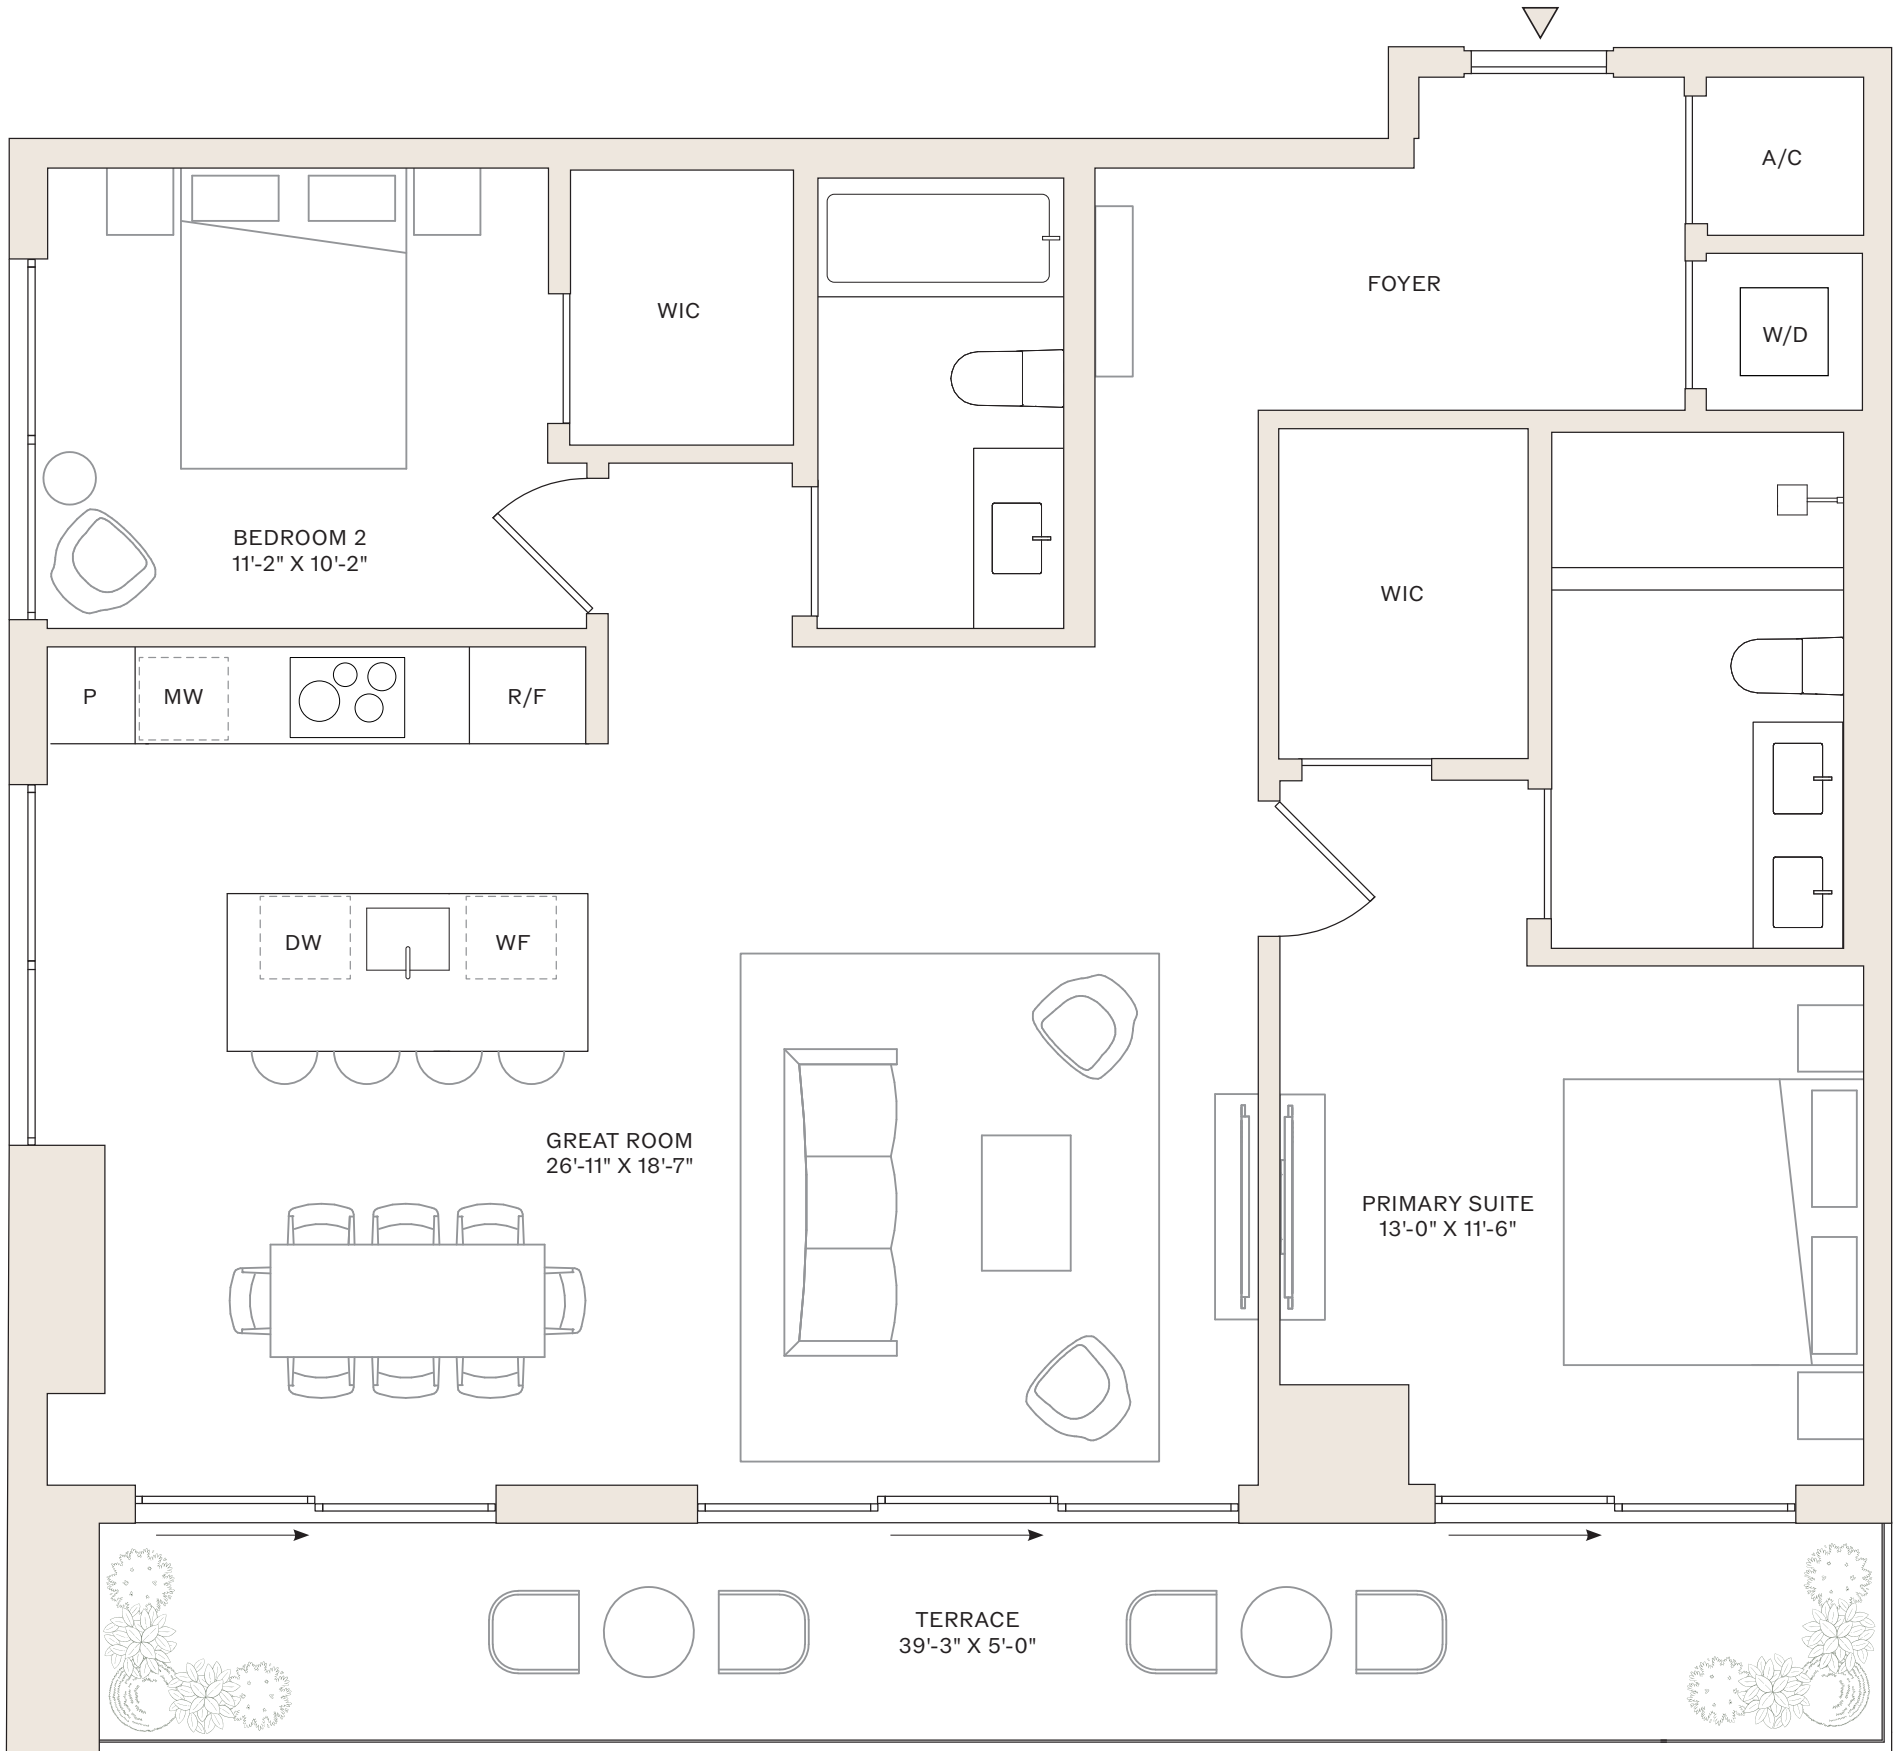 A/C
WIC
FOYER
W/D
BEDROOM 2
11'-2" X 10'-2"
WIC
P
MW
R/F
DW
WF
GREAT ROOM
26'-11" X 18'-7"
PRIMARY SUITE
13'-0" X 11'-6"
TERRACE
39'-3" X 5'-0"